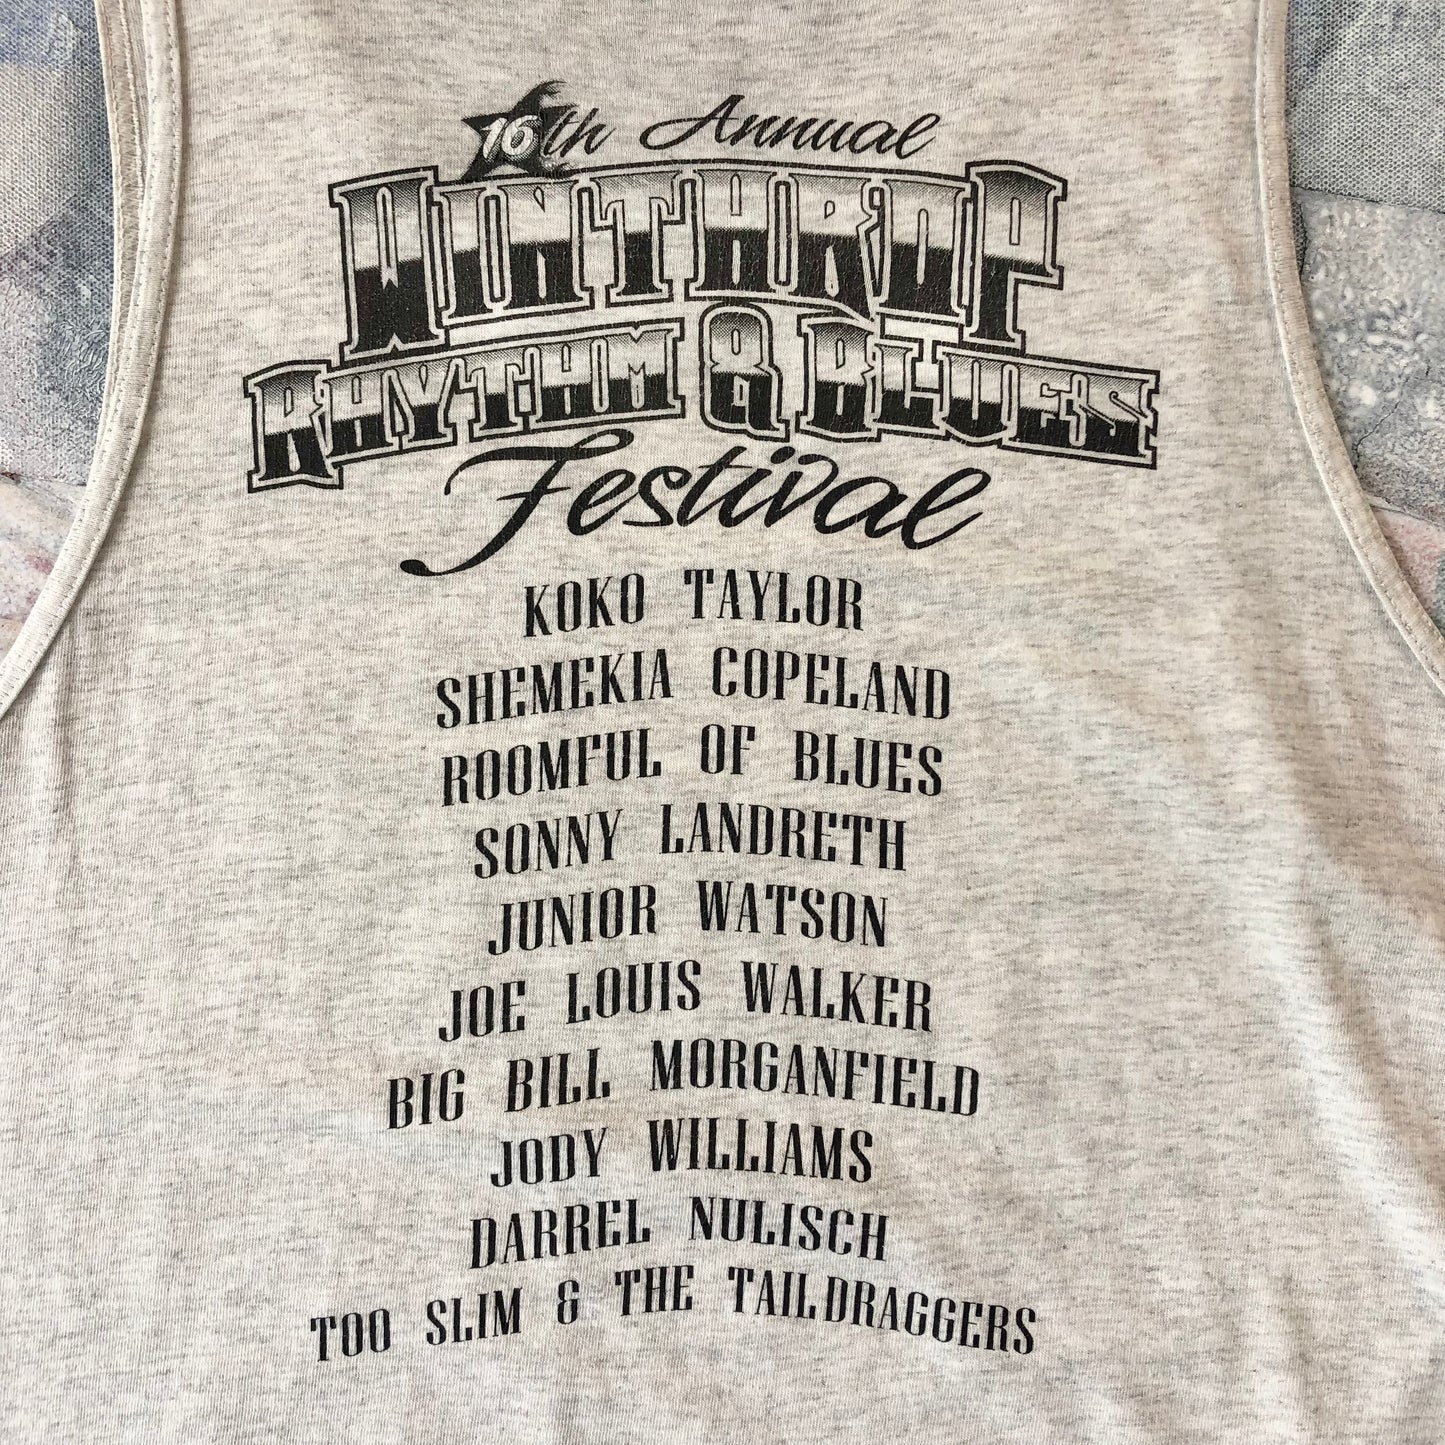 16th Annual
WINTHROP
RHYTHM & BLUES
Festival
KOKO TAYLOR
SHEMEKIA COPELAND
ROOMFUL OF BLUES
SONNY LANDRETH
JUNIOR WATSON
JOE LOUIS WALKER
BIG BILL MORGANFIELD
JODY WILLIAMS
DARREL NULISCH
TOO SLIM & THE TAILDRAGGERS